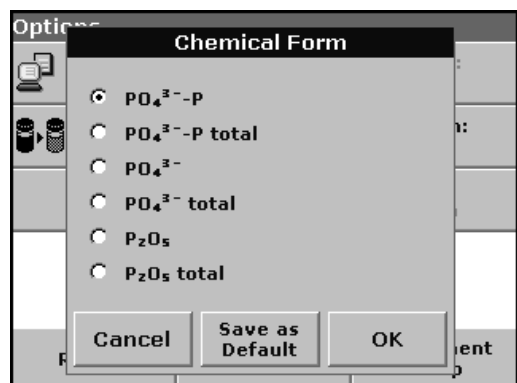 Chemical Form
PO₄³⁻-P
PO₄³⁻-P total
PO₄³⁻
PO₄³⁻ total
P₂O₅
P₂O₅ total
Cancel
Save as
Default
OK